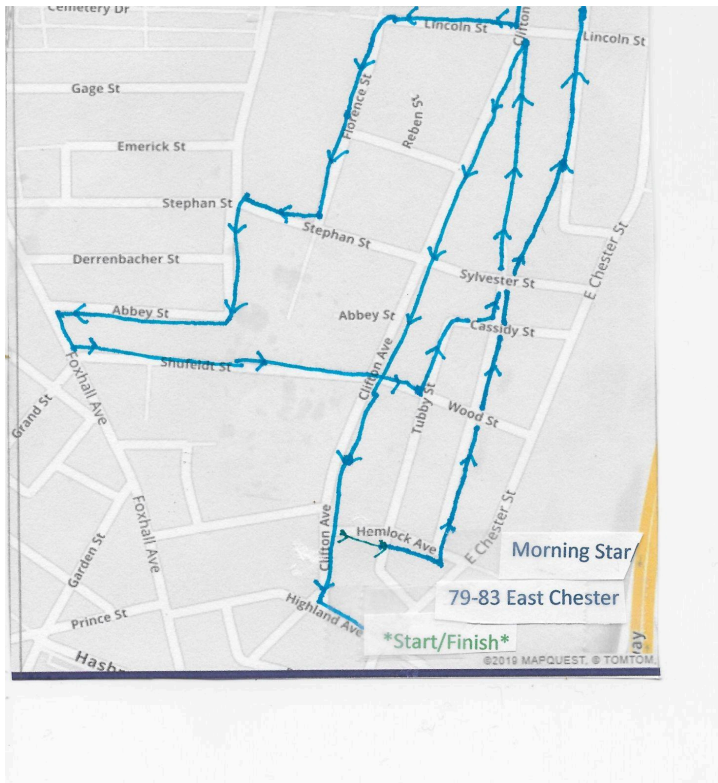 Cemetery Dr
Lincoln St
Clifton
Lincoln St
Gage St
Florence St
Reben St
Emerick St
Stephan St
Stephan St
Derrenbacher St
Sylvester St
E Chester St
Abbey St
Abbey St
Cassidy St
Shufeldt St
Clifton Ave
Foxhall Ave
Tubby St
Wood St
Grand St
Foxhall Ave
Clifton Ave
Hemlock Ave
E Chester St
Garden St
Morning Star/
79-83 East Chester
Highland Ave
Prince St
*Start/Finish*
Hasbr
©2019 MAPQUEST, © TOMTOM,
way